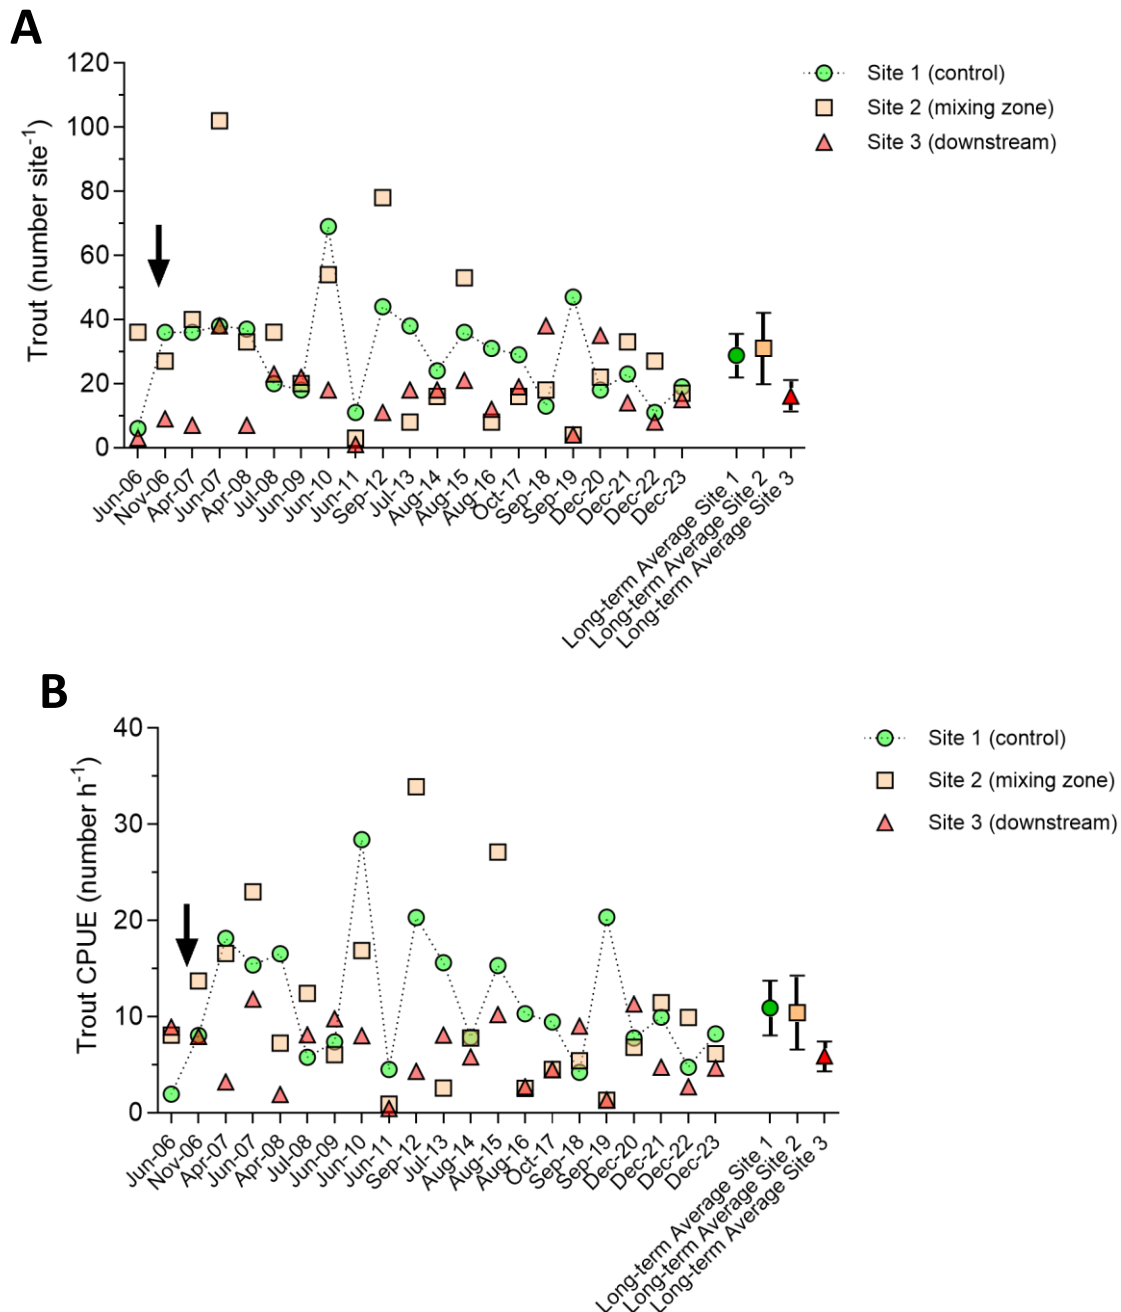 A
120
100
80
60
40
20
0
Trout (number site⁻¹)
Site 1 (control)
Site 2 (mixing zone)
Site 3 (downstream)
Jun-06
Nov-06
Apr-07
Jun-07
Apr-08
Jul-08
Jun-09
Jun-10
Jun-11
Sep-12
Jul-13
Aug-14
Aug-15
Aug-16
Oct-17
Sep-18
Sep-19
Dec-20
Dec-21
Dec-22
Dec-23
Long-term Average Site 1
Long-term Average Site 2
Long-term Average Site 3
B
40
30
20
10
0
Trout CPUE (number h⁻¹)
Site 1 (control)
Site 2 (mixing zone)
Site 3 (downstream)
Jun-06
Nov-06
Apr-07
Jun-07
Apr-08
Jul-08
Jun-09
Jun-10
Jun-11
Sep-12
Jul-13
Aug-14
Aug-15
Aug-16
Oct-17
Sep-18
Sep-19
Dec-20
Dec-21
Dec-22
Dec-23
Long-term Average Site 1
Long-term Average Site 2
Long-term Average Site 3